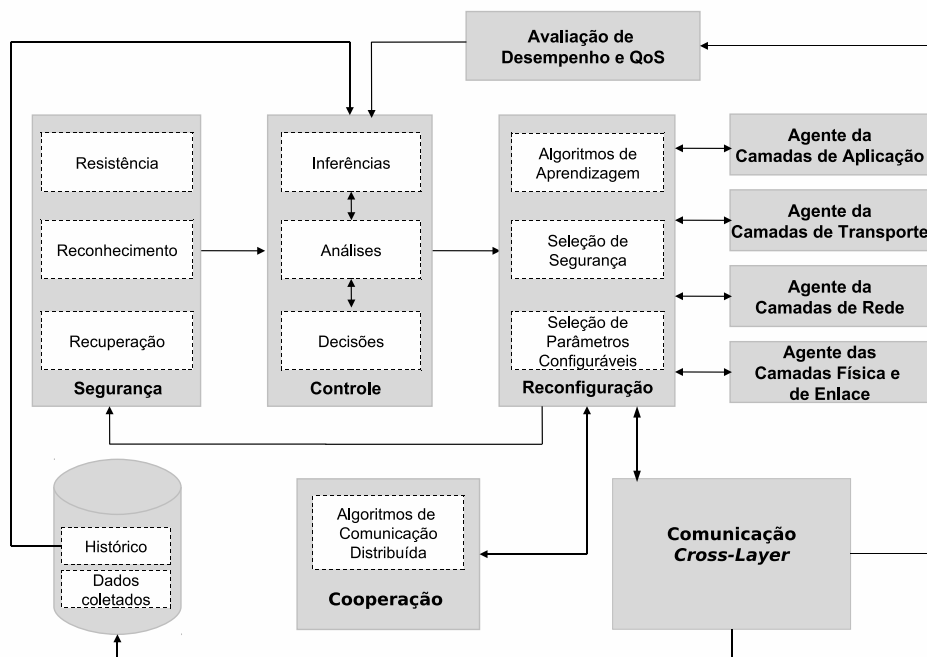 Avaliação de
Desempenho e QoS
Resistência
Reconhecimento
Recuperação
Segurança
Inferências
Análises
Decisões
Controle
Algoritmos de
Aprendizagem
Seleção de
Segurança
Seleção de
Parâmetros
Configuráveis
Reconfiguração
Agente da
Camadas de Aplicação
Agente da
Camadas de Transporte
Agente da
Camadas de Rede
Agente das
Camadas Física e
de Enlace
Histórico
Dados
coletados
Algoritmos de
Comunicação
Distribuída
Cooperação
Comunicação
Cross-Layer